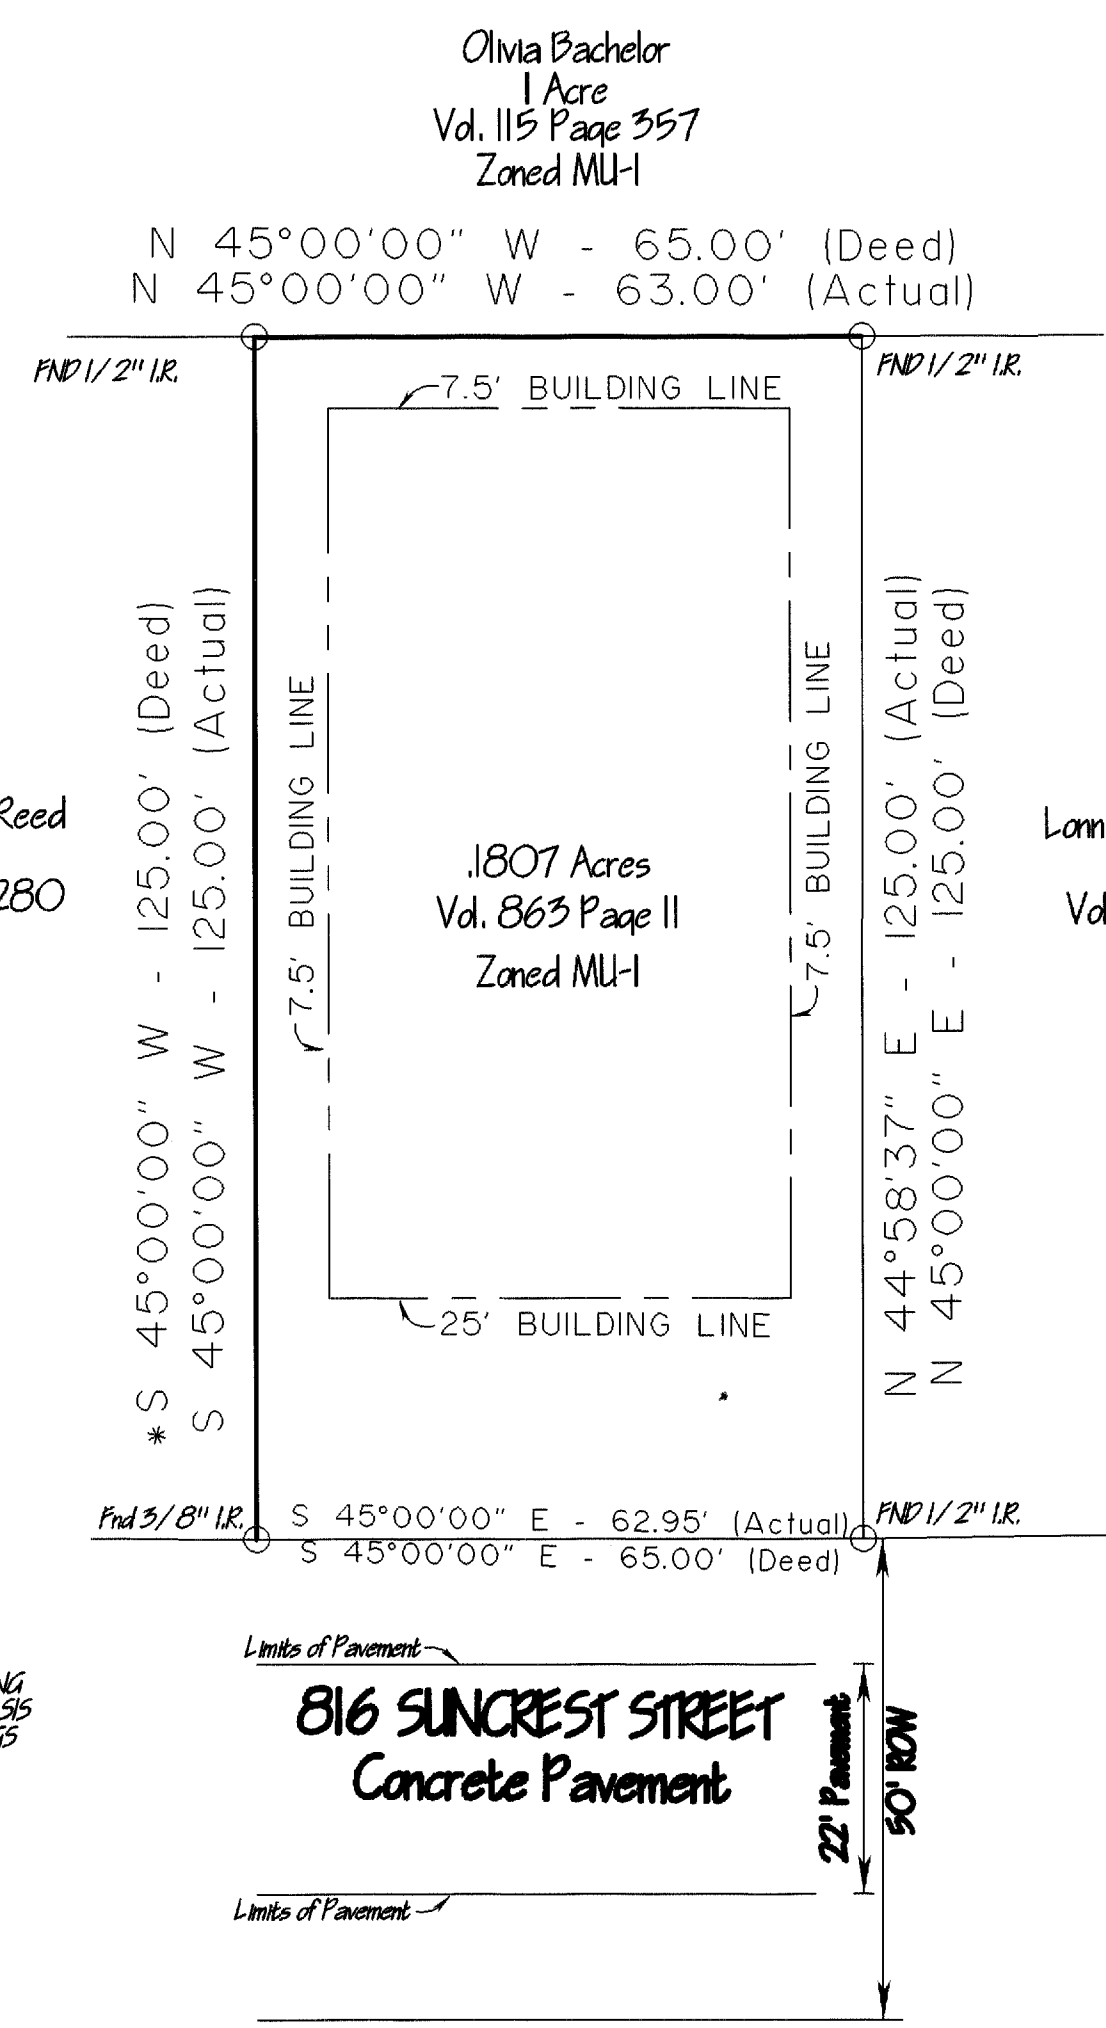 Olivia Bachelor
1 Acre
Vol. 115 Page 357
Zoned MU-1
N 45°00'00" W - 65.00' (Deed)
N 45°00'00" W - 63.00' (Actual)
FND 1/2" I.R.
FND 1/2" I.R.
7.5' BUILDING LINE
*S 45°00'00" W - 125.00' (Deed)
S 45°00'00" W - 125.00' (Actual)
7.5' BUILDING LINE
7.5' BUILDING LINE
N 44°58'37" E - 125.00' (Actual)
N 45°00'00" E - 125.00' (Deed)
Reed
280
.1807 Acres
Vol. 863 Page 11
Zoned MU-1
Lonn
Vol
25' BUILDING LINE
Fnd 3/8" I.R.
S 45°00'00" E - 62.95' (Actual)
FND 1/2" I.R.
S 45°00'00" E - 65.00' (Deed)
Limits of Pavement
816 SUNCREST STREET
Concrete Pavement
22' Pavement
50' ROW
Limits of Pavement